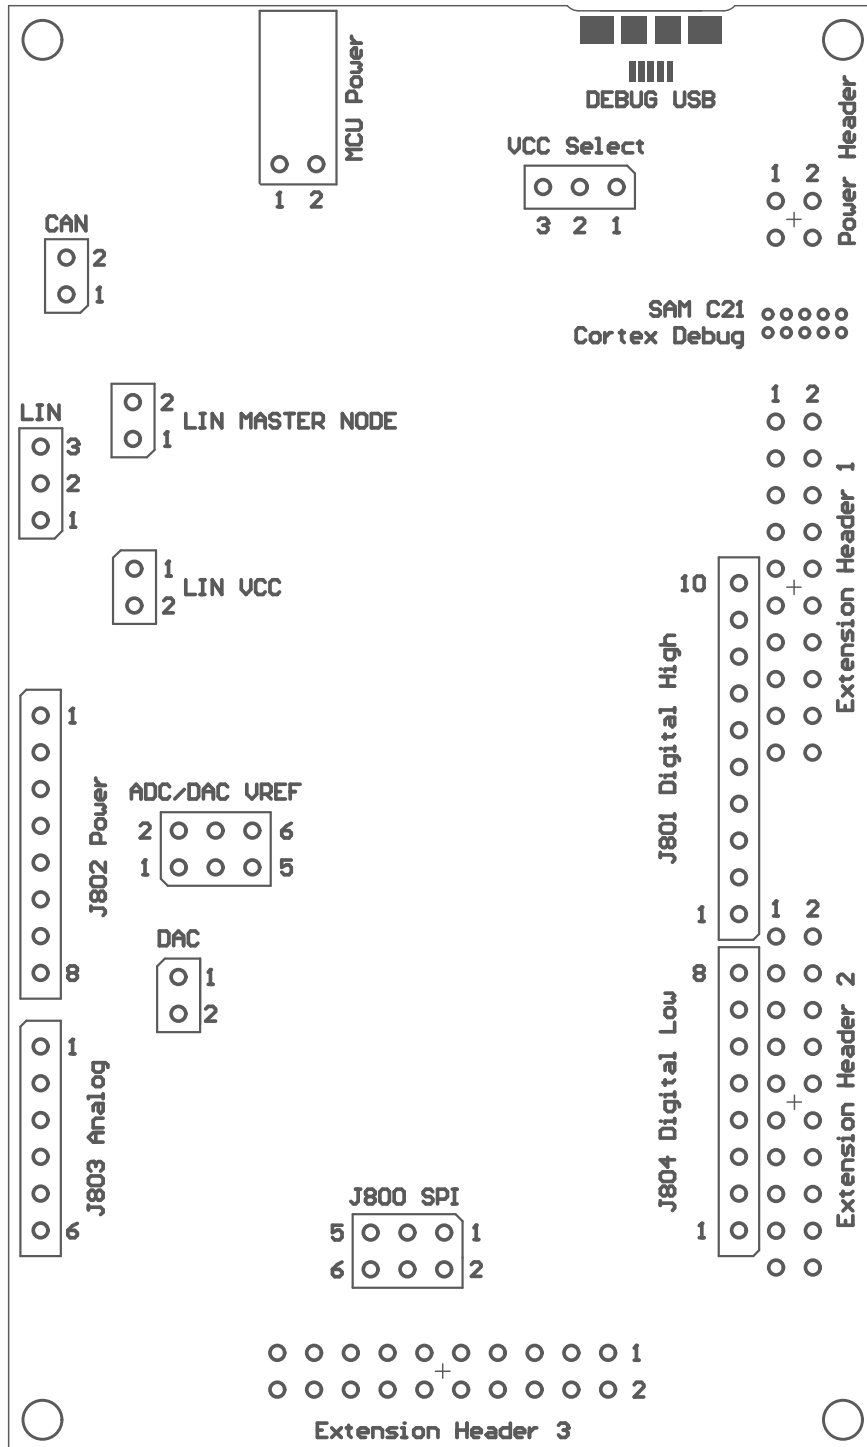 DEBUG USB
MCU Power
1 2
VCC Select
3 2 1
Power Header
1 2
CAN
2
1
SAM C21
Cortex Debug
LIN
3
2
1
2
1
LIN MASTER NODE
1
2
LIN VCC
1 2
Extension Header 1
10
J801 Digital High
1
1
J802 Power
8
ADC/DAC VREF
2 6
1 5
DAC
1
2
1 2
Extension Header 2
8
J804 Digital Low
1
1
J803 Analog
6
J800 SPI
5 1
6 2
1
2
Extension Header 3